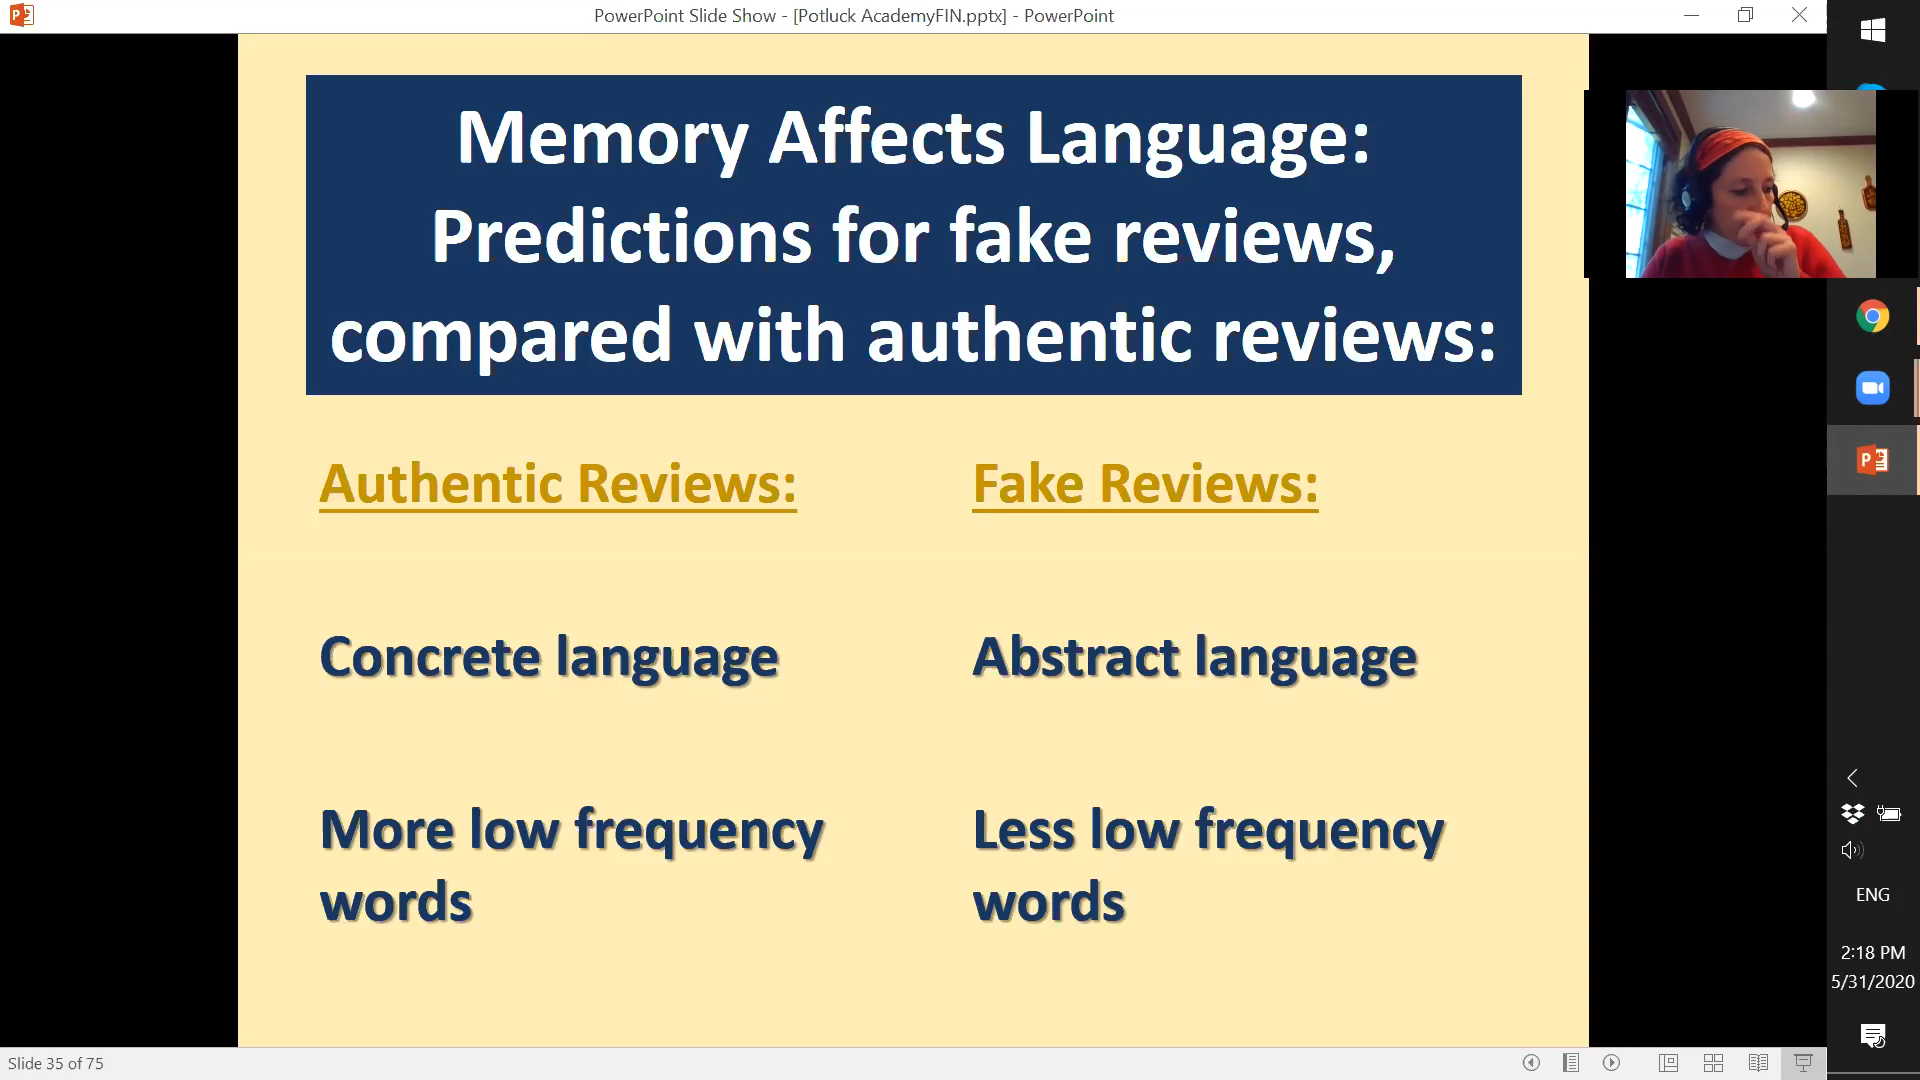 PowerPoint Slide Show - [Potluck AcademyFIN.pptx] - PowerPoint
Memory Affects Language:
Predictions for fake reviews,
compared with authentic reviews:
Authentic Reviews:
Fake Reviews:
Concrete language
Abstract language
More low frequency
words
Less low frequency
words
ENG
2:18 PM
5/31/2020
Slide 35 of 75